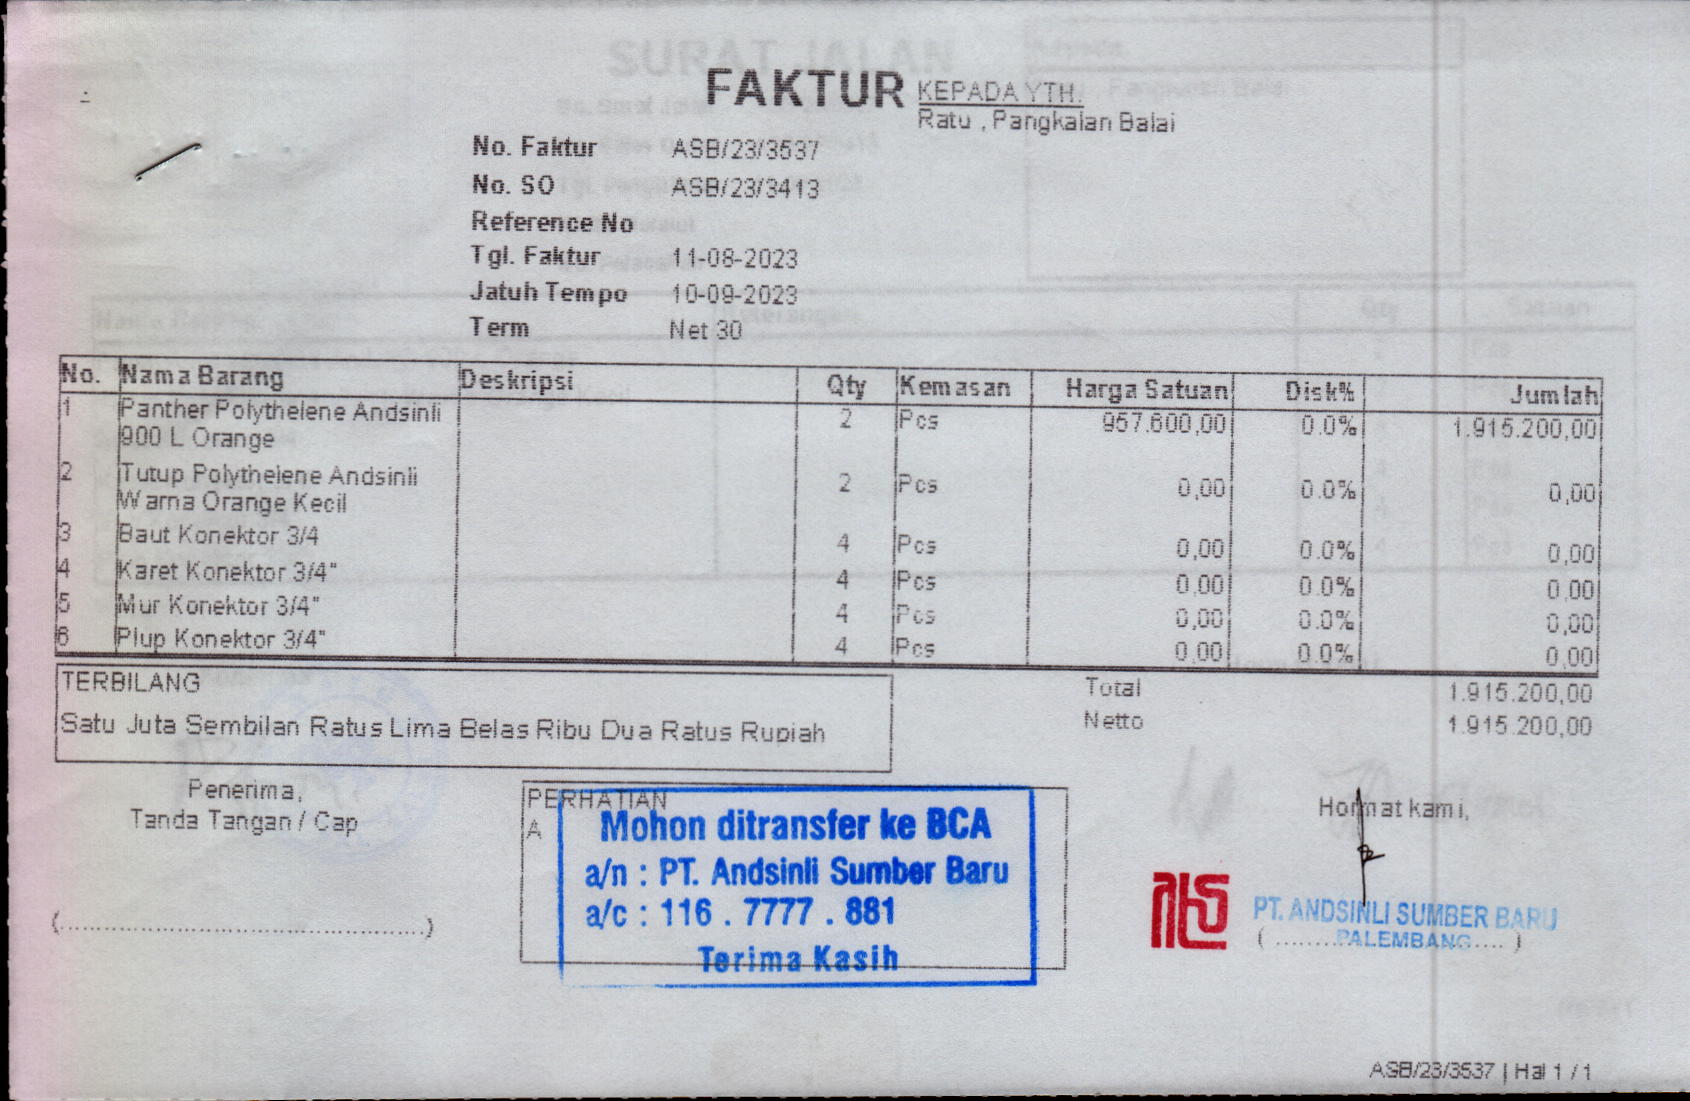 FAKTUR
KEPADA YTH.
Ratu , Pangkalan Balai
No. Faktur ASB/23/3537
No. SO ASB/23/3413
Reference No
Tgl. Faktur 11-08-2023
Jatuh Tempo 10-09-2023
Term Net 30
No. Nama Barang Deskripsi Qty Kemasan Harga Satuan Disk% Jumlah
1 Panther Polythelene Andsinli 2 Pcs 957.600,00 0.0% 1.915.200,00
900 L Orange
2 Tutup Polythelene Andsinli 2 Pcs 0,00 0.0% 0,00
Warna Orange Kecil
3 Baut Konektor 3/4 4 Pcs 0,00 0.0% 0,00
4 Karet Konektor 3/4" 4 Pcs 0,00 0.0% 0,00
5 Mur Konektor 3/4" 4 Pcs 0,00 0.0% 0,00
6 Plup Konektor 3/4" 4 Pcs 0,00 0.0% 0,00
TERBILANG
Satu Juta Sembilan Ratus Lima Belas Ribu Dua Ratus Rupiah
Total 1.915.200,00
Netto 1.915.200,00
Penerima,
Tanda Tangan / Cap
(................................................)
PERHATIAN
A
Mohon ditransfer ke BCA
a/n : PT. Andsinli Sumber Baru
a/c : 116 . 7777 . 881
Terima Kasih
Hormat kami,
PT. ANDSINLI SUMBER BARU
PALEMBANG
ASB/23/3537 | Hal 1 / 1